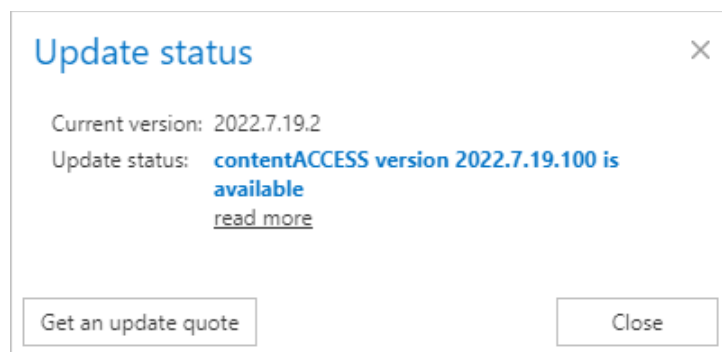 Update status
Current version: 2022.7.19.2
Update status: contentACCESS version 2022.7.19.100 is
available
read more
Get an update quote Close